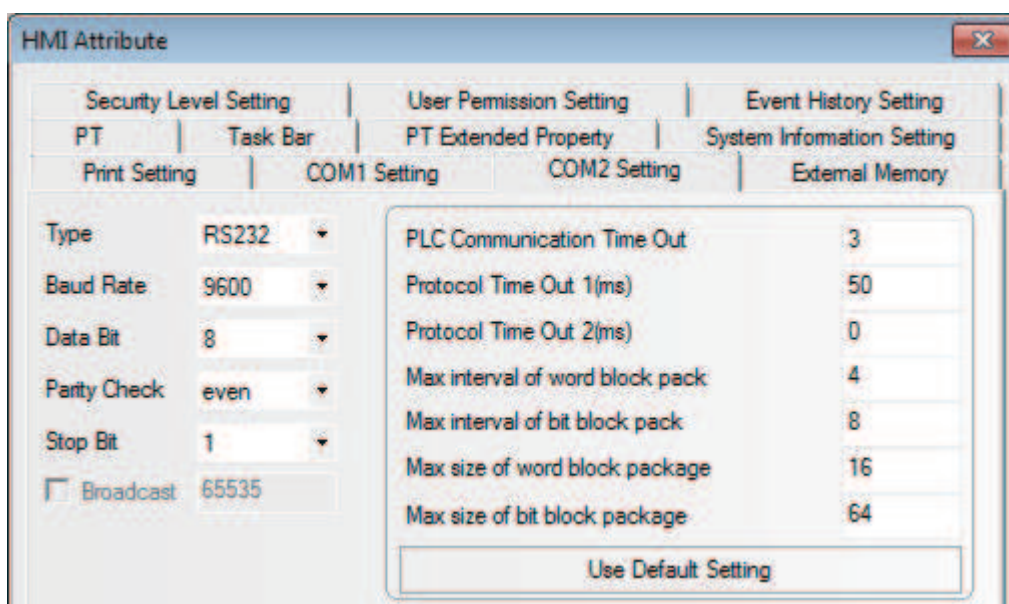 HMI Attribute
Security Level Setting User Permission Setting Event History Setting
PT Task Bar PT Extended Property System Information Setting
Print Setting COM1 Setting COM2 Setting External Memory
Type RS232
Baud Rate 9600
Data Bit 8
Parity Check even
Stop Bit 1
Broadcast 65535
PLC Communication Time Out 3
Protocol Time Out 1(ms) 50
Protocol Time Out 2(ms) 0
Max interval of word block pack 4
Max interval of bit block pack 8
Max size of word block package 16
Max size of bit block package 64
Use Default Setting